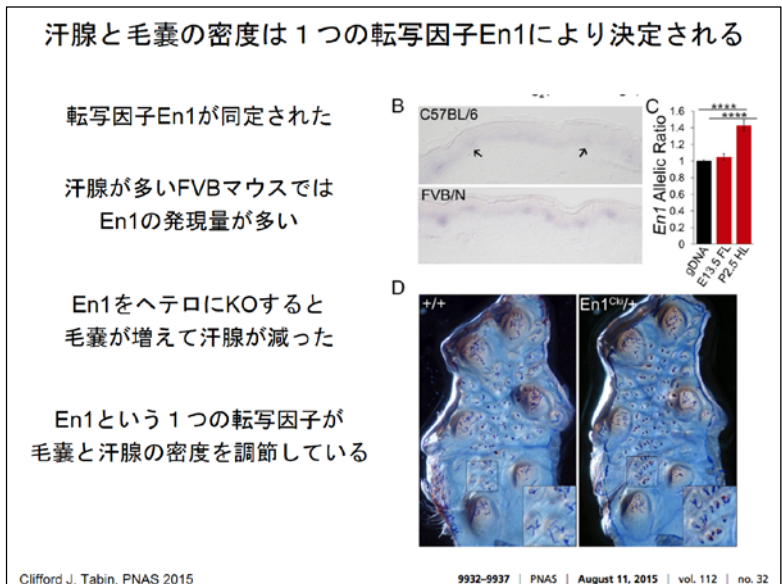 汗腺と毛嚢の密度は１つの転写因子En1により決定される
転写因子En1が同定された
汗腺が多いFVBマウスでは
En1の発現量が多い
En1をヘテロにKOすると
毛嚢が増えて汗腺が減った
En1という１つの転写因子が
毛嚢と汗腺の密度を調節している
B
C57BL/6
FVB/N
C
****
****
En1 Allelic Ratio
1.6
1.4
1.2
1
0.8
0.6
0.4
0.2
0
gDNA
E13.5 FL
P2.5 HL
D
+/+
En1Cki/+
Clifford J. Tabin, PNAS 2015
9932–9937 | PNAS | August 11, 2015 | vol. 112 | no. 32